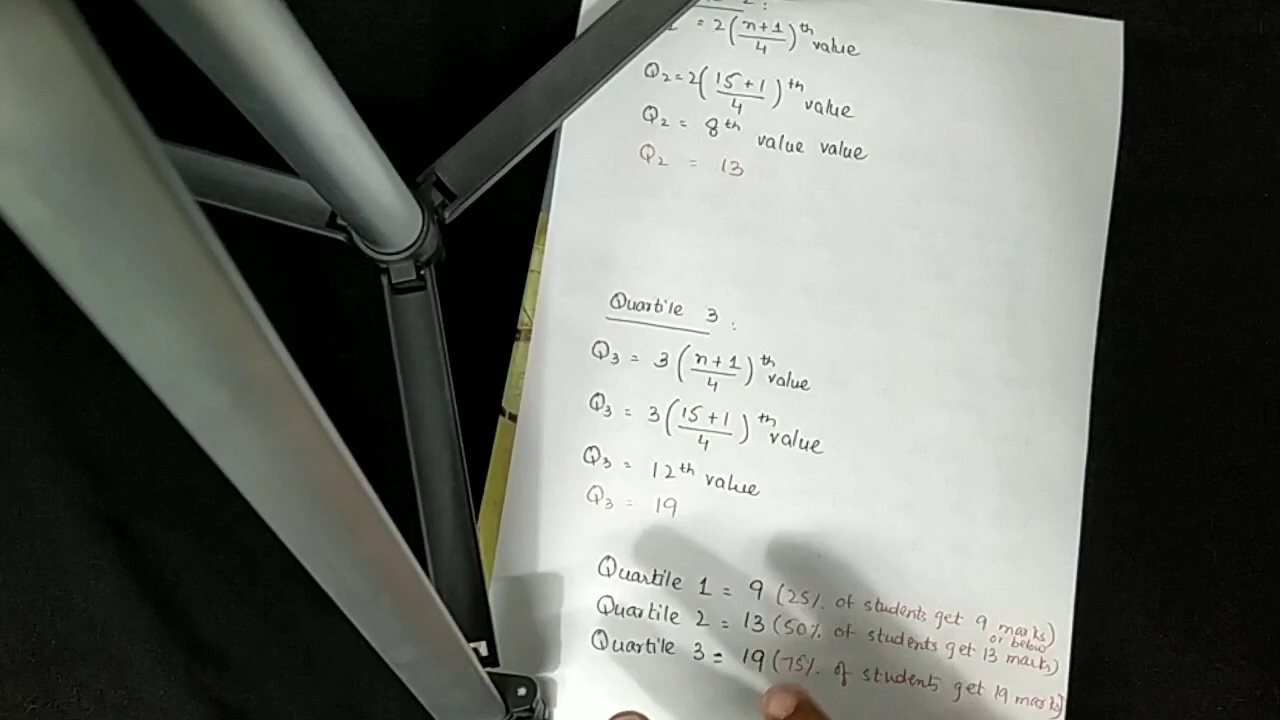 2 :
= 2(n+1/4)th value
Q2 = 2(15+1/4)th value
Q2 = 8th value value
Q2 = 13
Quartile 3 :
Q3 = 3(n+1/4)th value
Q3 = 3(15+1/4)th value
Q3 = 12th value
Q3 = 19
Quartile 1 = 9 (25% of students get 9 marks)
or below
Quartile 2 = 13 (50% of students get 13 marks)
Quartile 3 = 19 (75% of students get 19 marks)